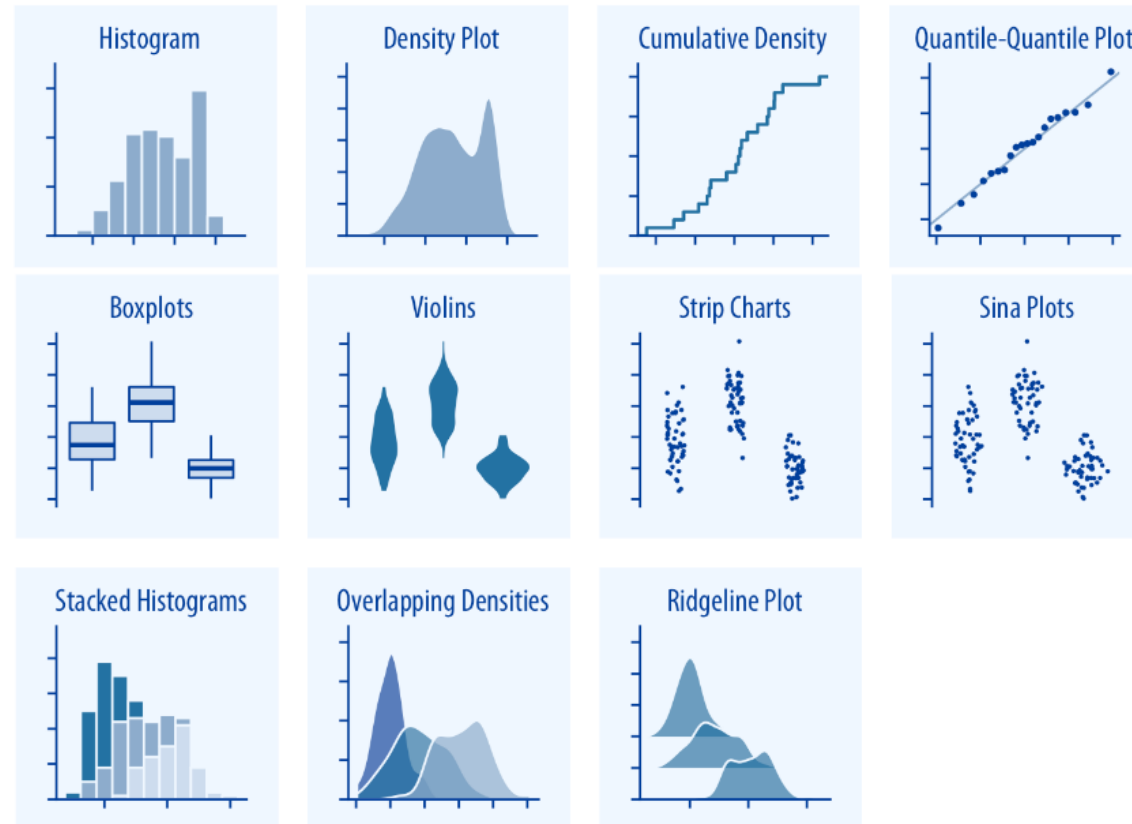 Histogram
Density Plot
Cumulative Density
Quantile-Quantile Plot
Boxplots
Violins
Strip Charts
Sina Plots
Stacked Histograms
Overlapping Densities
Ridgeline Plot